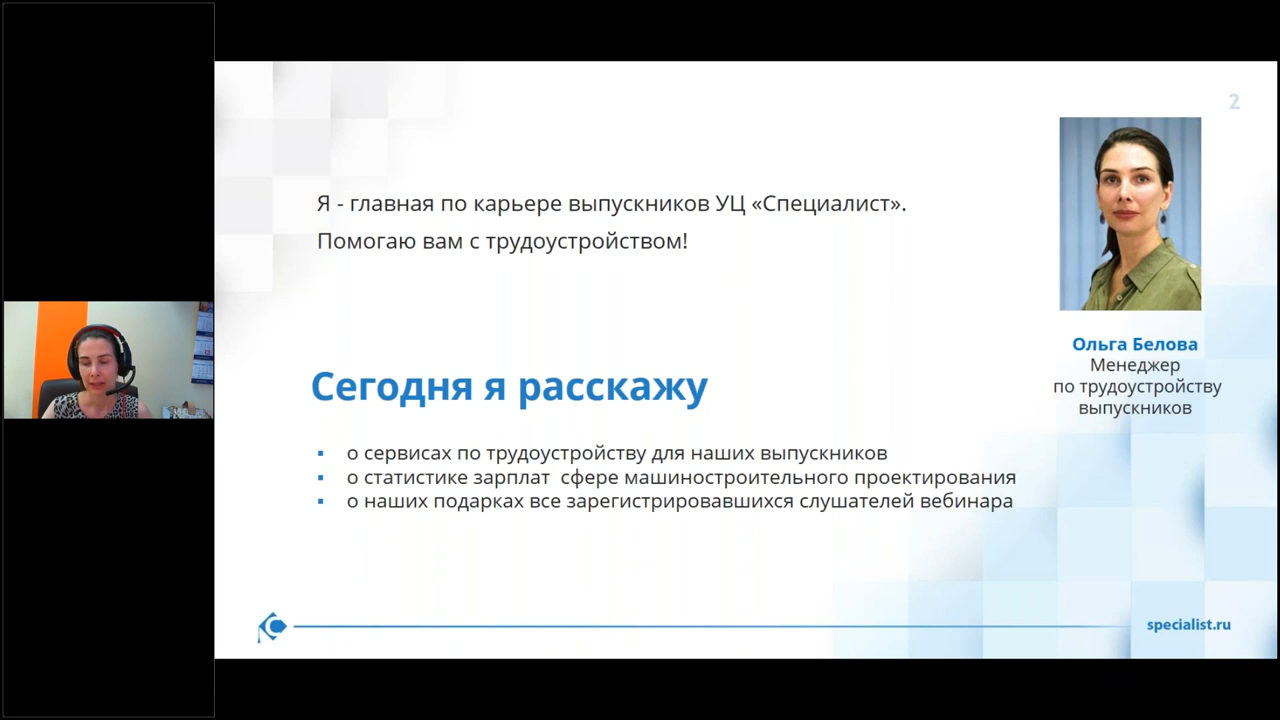 2
Я - главная по карьере выпускников УЦ «Специалист».
Помогаю вам с трудоустройством!
Ольга Белова
Менеджер
по трудоустройству
выпускников
Сегодня я расскажу
▪ о сервисах по трудоустройству для наших выпускников
▪ о статистике зарплат  сфере машиностроительного проектирования
▪ о наших подарках все зарегистрировавшихся слушателей вебинара
specialist.ru